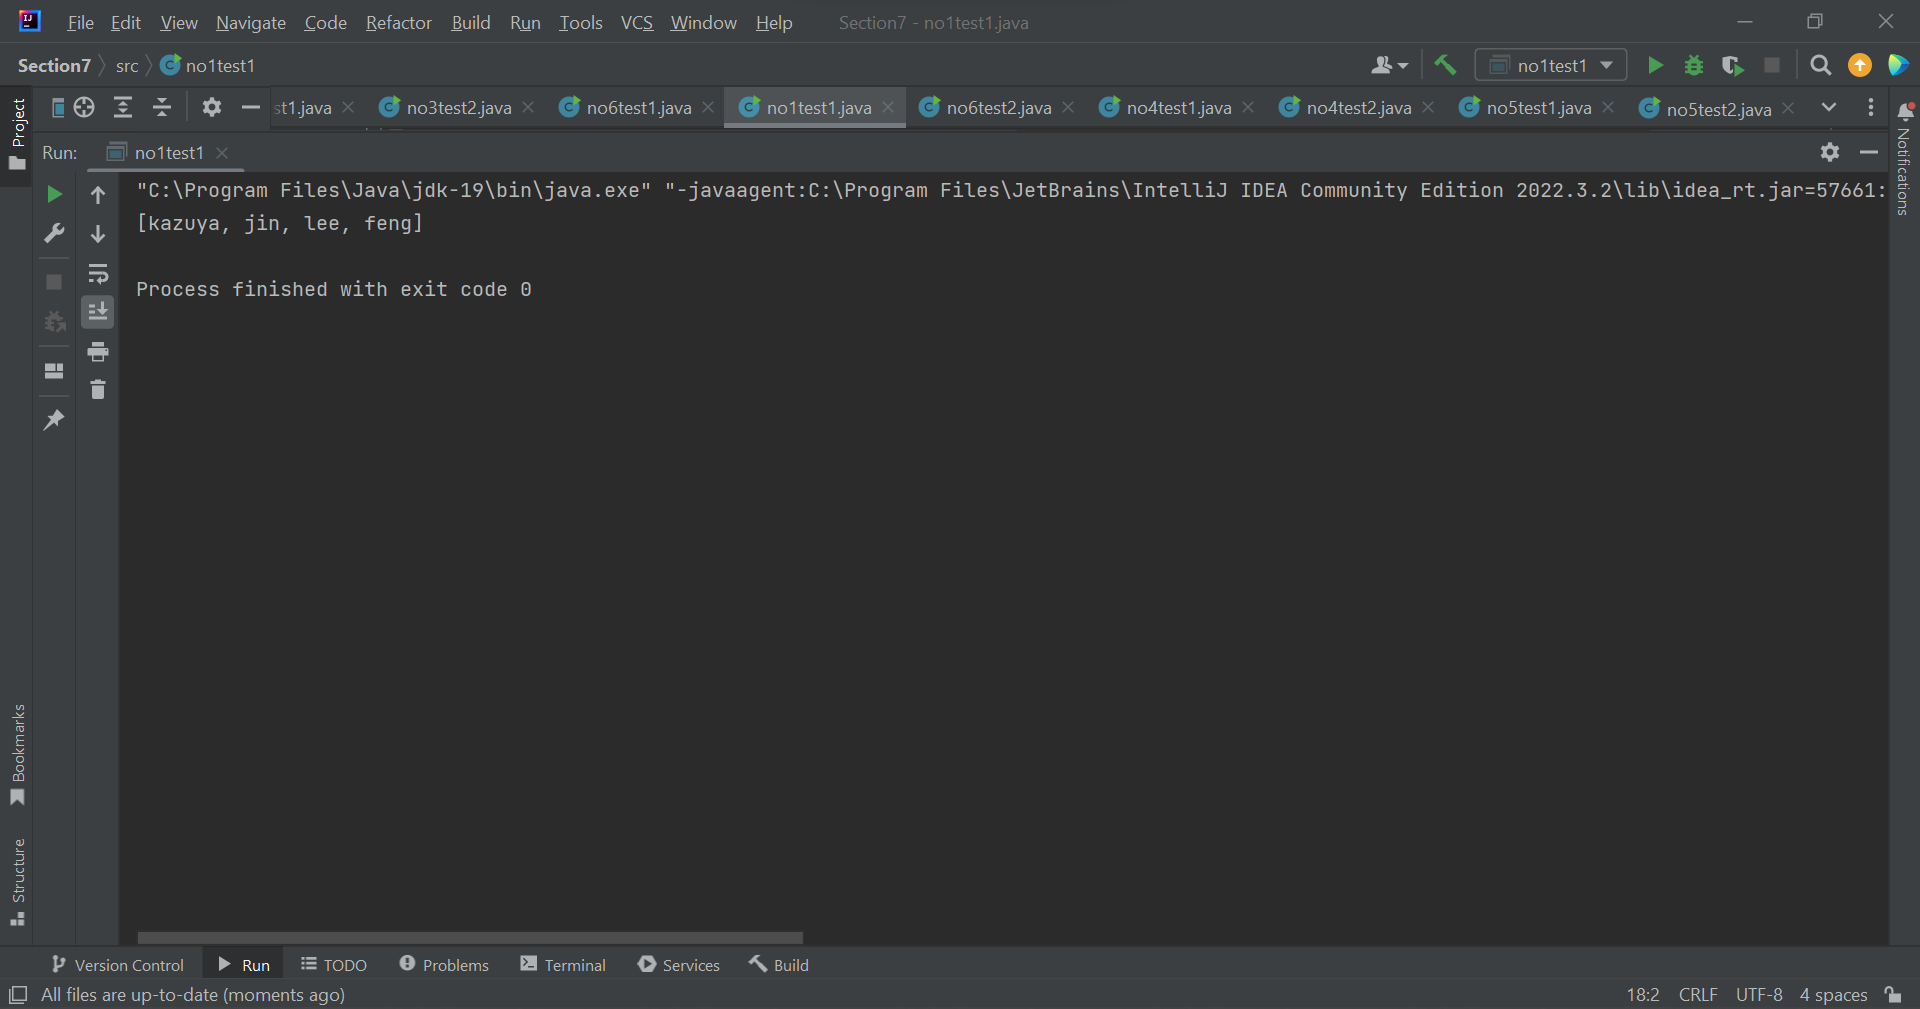 File Edit View Navigate Code Refactor Build Run Tools VCS Window Help Section7 - no1test1.java
Section7 src no1test1 no1test1
Project
st1.java no3test2.java no6test1.java no1test1.java no6test2.java no4test1.java no4test2.java no5test1.java no5test2.java
Notifications
Run: no1test1
"C:\Program Files\Java\jdk-19\bin\java.exe" "-javaagent:C:\Program Files\JetBrains\IntelliJ IDEA Community Edition 2022.3.2\lib\idea_rt.jar=57661:
[kazuya, jin, lee, feng]
Process finished with exit code 0
Bookmarks
Structure
Version Control Run TODO Problems Terminal Services Build
All files are up-to-date (moments ago) 18:2 CRLF UTF-8 4 spaces